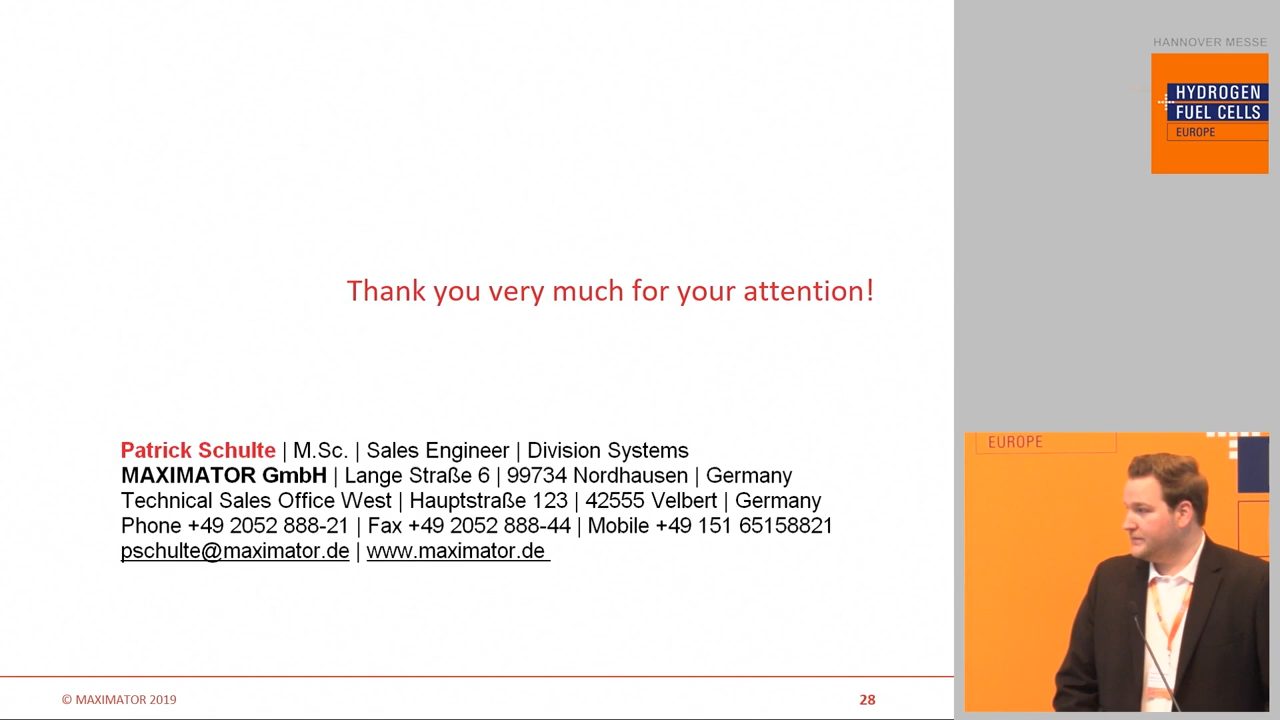 HANNOVER MESSE
HYDROGEN
FUEL CELLS
EUROPE
Thank you very much for your attention!
Patrick Schulte | M.Sc. | Sales Engineer | Division Systems
MAXIMATOR GmbH | Lange Straße 6 | 99734 Nordhausen | Germany
Technical Sales Office West | Hauptstraße 123 | 42555 Velbert | Germany
Phone +49 2052 888-21 | Fax +49 2052 888-44 | Mobile +49 151 65158821
pschulte@maximator.de | www.maximator.de
EUROPE
© MAXIMATOR 2019
28